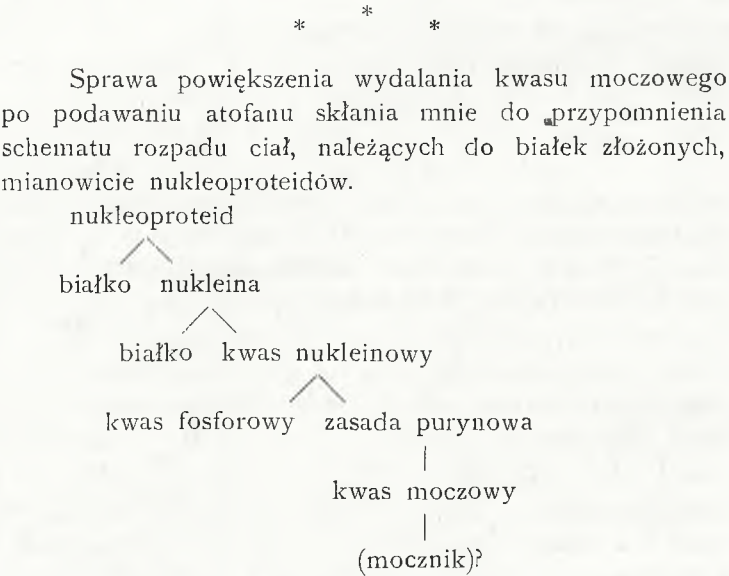 * * *
Sprawa powiększenia wydalania kwasu moczowego
po podawaniu atofanu skłania mnie do przypomnienia
schematu rozpadu ciał, należących do białek złożonych,
mianowicie nukleoproteidów.
nukleoproteid
białko nukleina
białko kwas nukleinowy
kwas fosforowy zasada purynowa
kwas moczowy
(mocznik)?